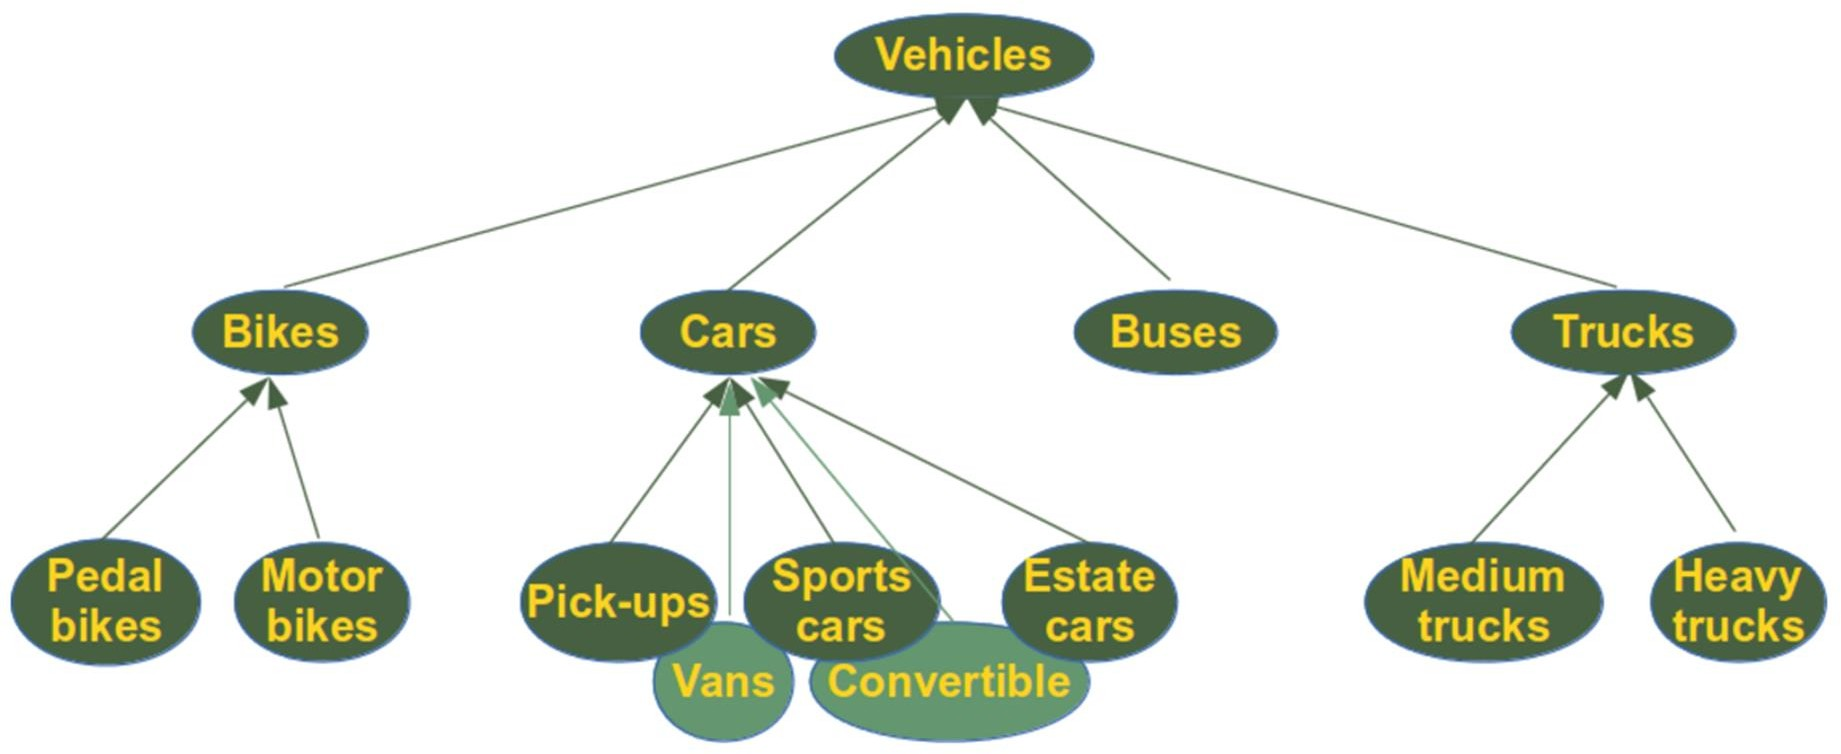 Vehicles
Bikes
Cars
Buses
Trucks
Pedal
bikes
Motor
bikes
Pick-ups
Sports
cars
Estate
cars
Medium
trucks
Heavy
trucks
Vans
Convertible